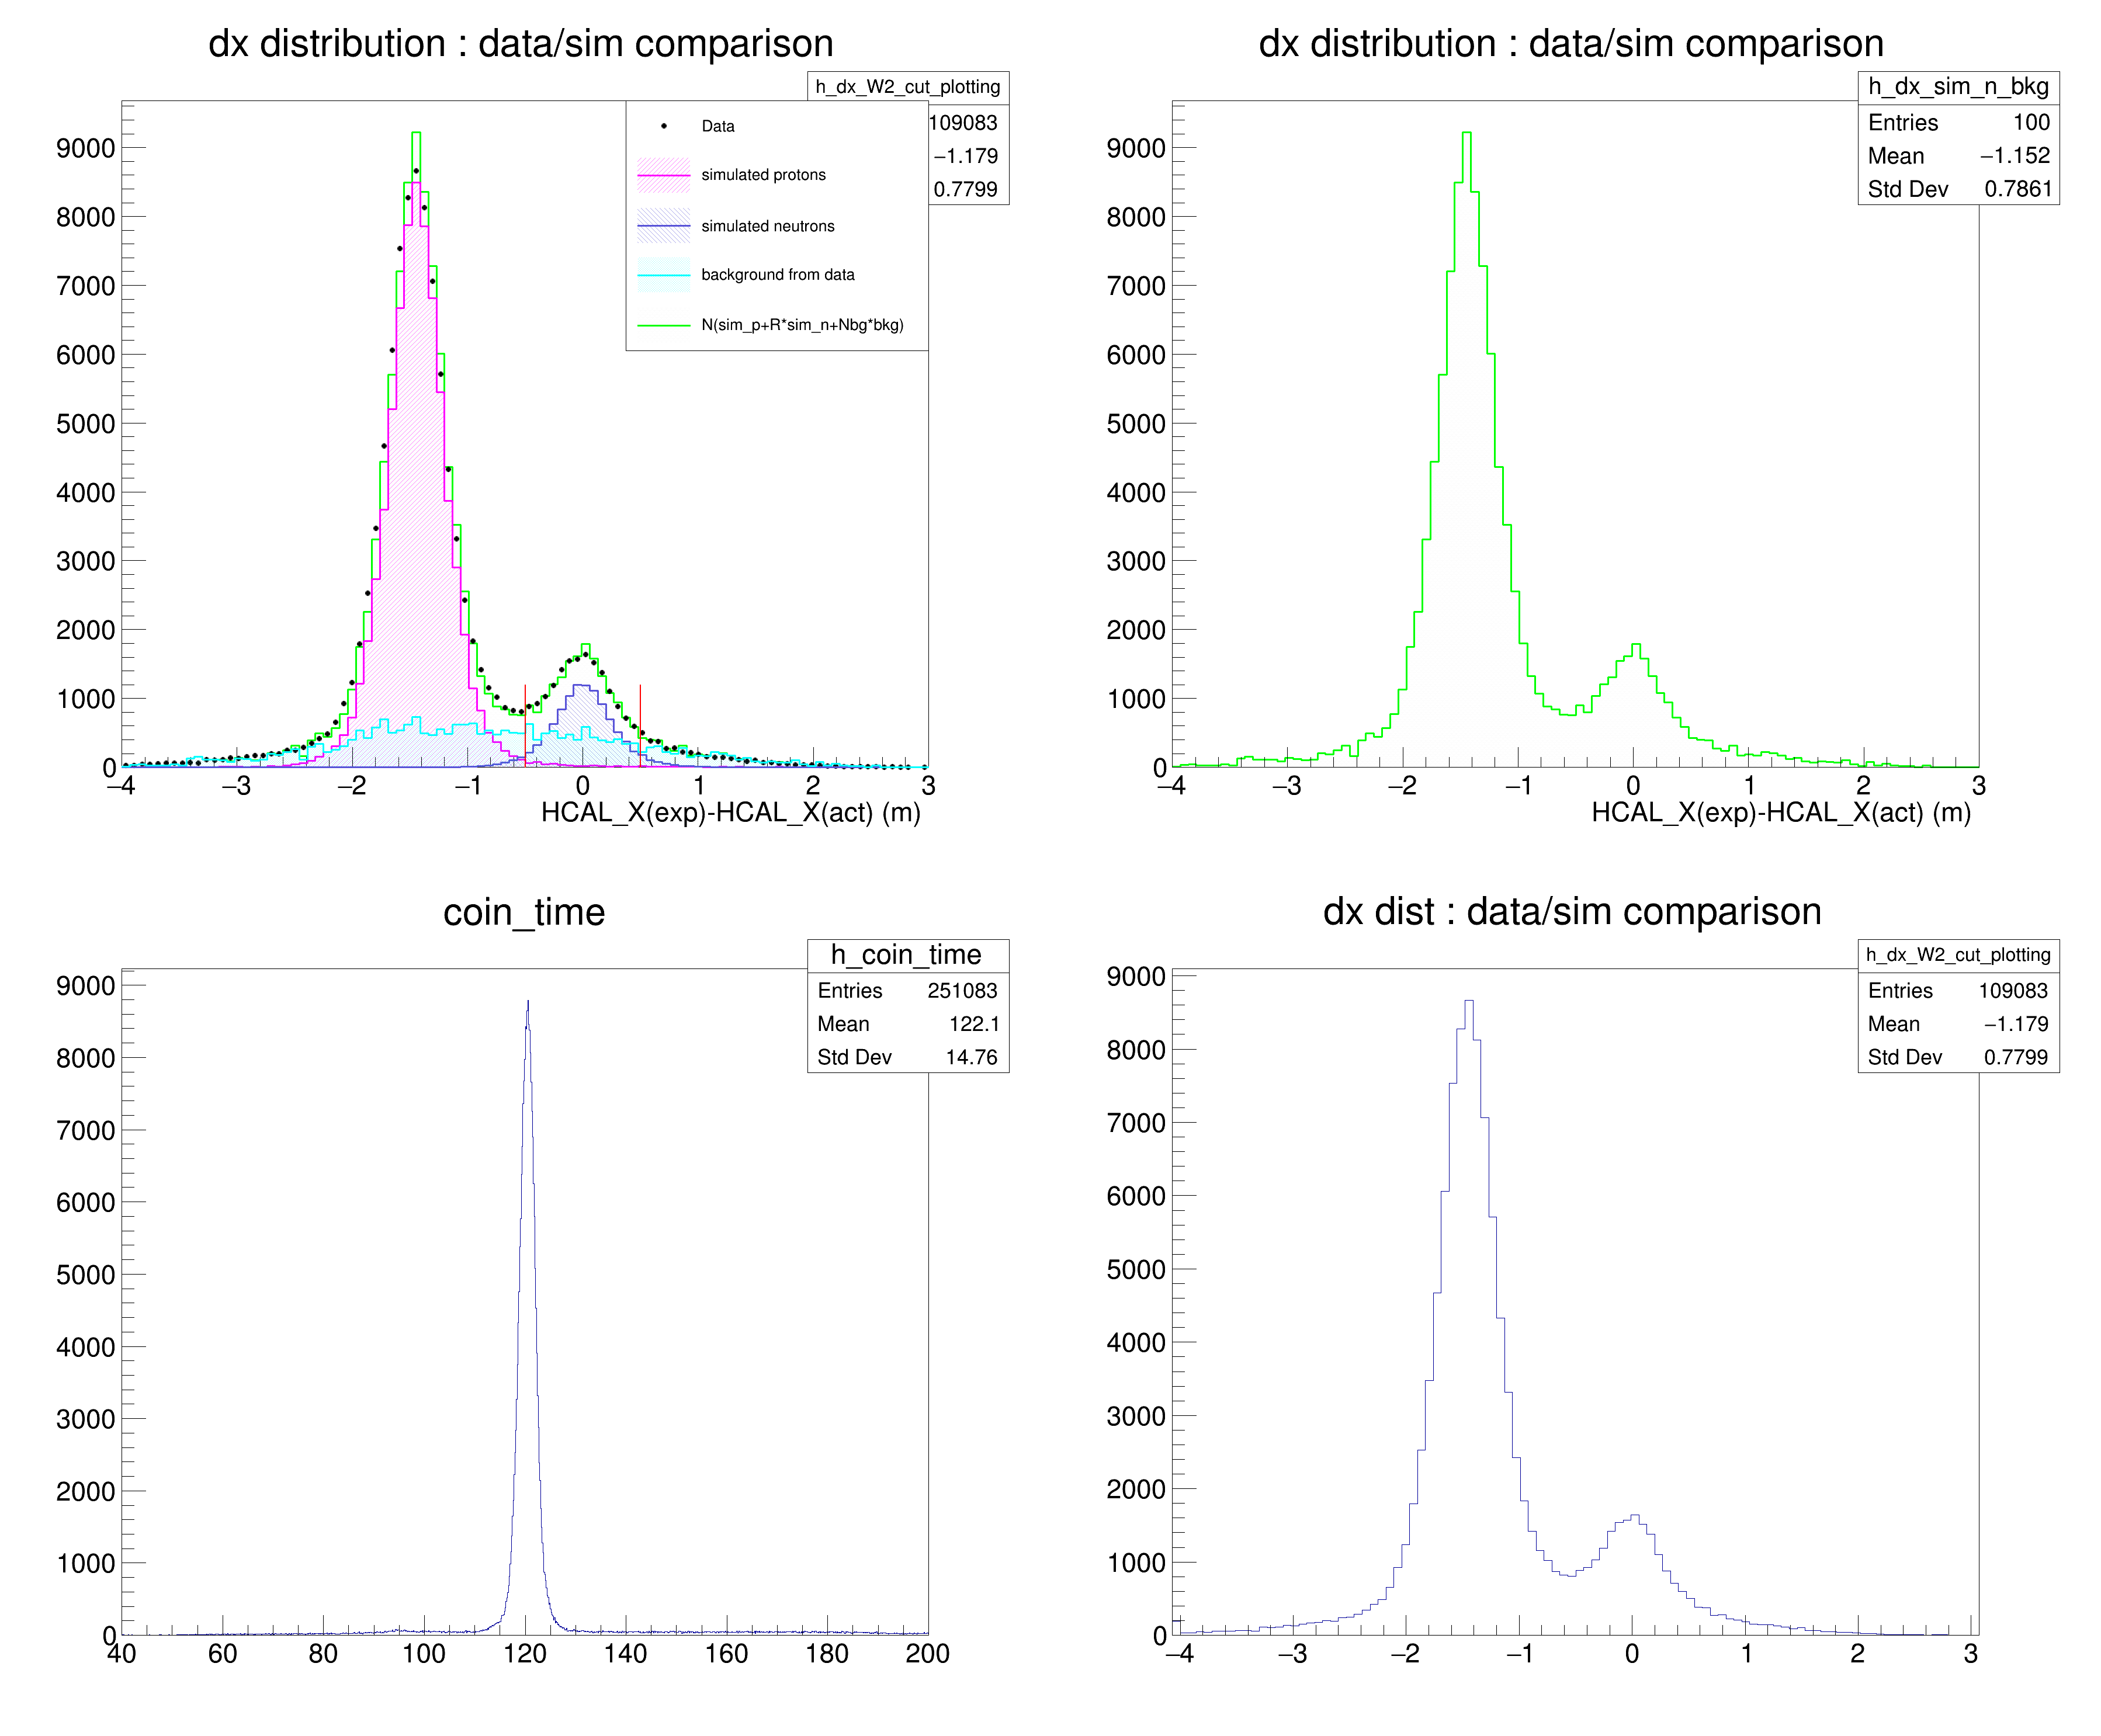 dx distribution : data/sim comparison
h_dx_W2_cut_plotting
109083
−1.179
0.7799
Data
simulated protons
simulated neutrons
background from data
N(sim_p+R*sim_n+Nbg*bkg)
9000
8000
7000
6000
5000
4000
3000
2000
1000
0
−4 −3 −2 −1 0 1 2 3
HCAL_X(exp)-HCAL_X(act) (m)
dx distribution : data/sim comparison
h_dx_sim_n_bkg
Entries 100
Mean −1.152
Std Dev 0.7861
9000
8000
7000
6000
5000
4000
3000
2000
1000
0
−4 −3 −2 −1 0 1 2 3
HCAL_X(exp)-HCAL_X(act) (m)
coin_time
h_coin_time
Entries 251083
Mean 122.1
Std Dev 14.76
9000
8000
7000
6000
5000
4000
3000
2000
1000
0
40 60 80 100 120 140 160 180 200
dx dist : data/sim comparison
h_dx_W2_cut_plotting
Entries 109083
Mean −1.179
Std Dev 0.7799
9000
8000
7000
6000
5000
4000
3000
2000
1000
0
−4 −3 −2 −1 0 1 2 3